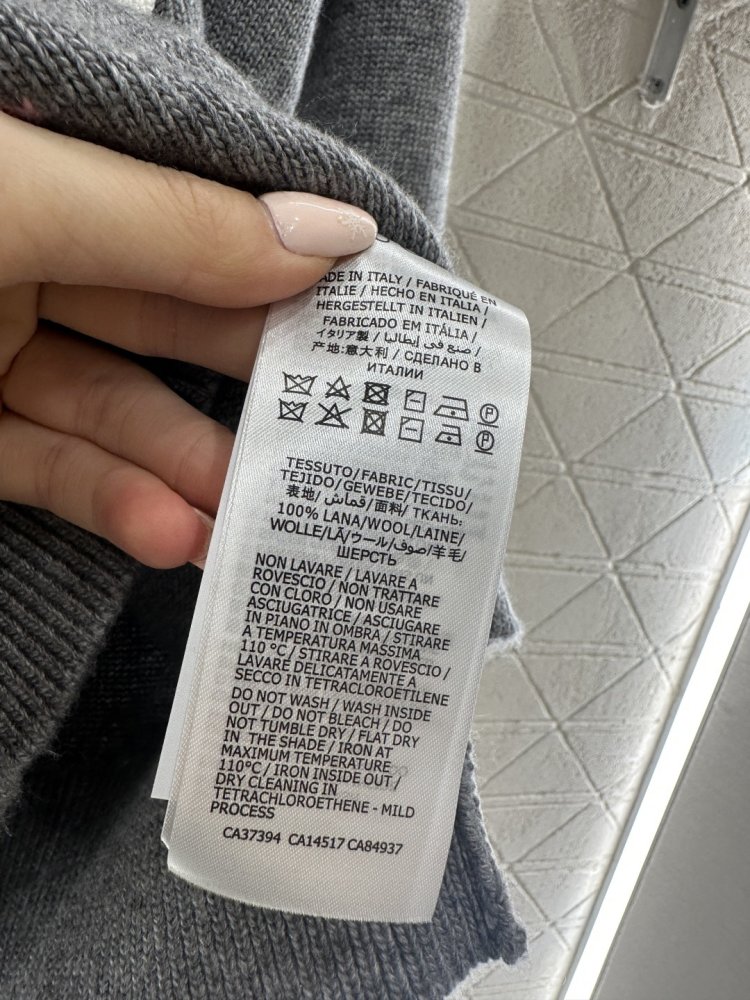 ADE IN ITALY / FABRIQUÉ EN
ITALIE / HECHO EN ITALIA /
HERGESTELLT IN ITALIEN /
FABRICADO EM ITÁLIA /
イタリア製 / صنع في إيطاليا /
产地:意大利 / СДЕЛАНО В
ИТАЛИИ
P
P
TESSUTO/FABRIC/TISSU/
TEJIDO/GEWEBE/TECIDO/
表地/ قماش /面料/ ТКАНЬ:
100% LANA/WOOL/LAINE/
WOLLE/LÃ/ウール/صوف/羊毛/
ШЕРСТЬ
NON LAVARE / LAVARE A
ROVESCIO / NON TRATTARE
CON CLORO / NON USARE
ASCIUGATRICE / ASCIUGARE
IN PIANO IN OMBRA / STIRARE
A TEMPERATURA MASSIMA
110 °C / STIRARE A ROVESCIO /
LAVARE DELICATAMENTE A
SECCO IN TETRACLOROETILENE
DO NOT WASH / WASH INSIDE
OUT / DO NOT BLEACH / DO
NOT TUMBLE DRY / FLAT DRY
IN THE SHADE / IRON AT
MAXIMUM TEMPERATURE
110°C / IRON INSIDE OUT /
DRY CLEANING IN
TETRACHLOROETHENE - MILD
PROCESS
CA37394 CA14517 CA84937